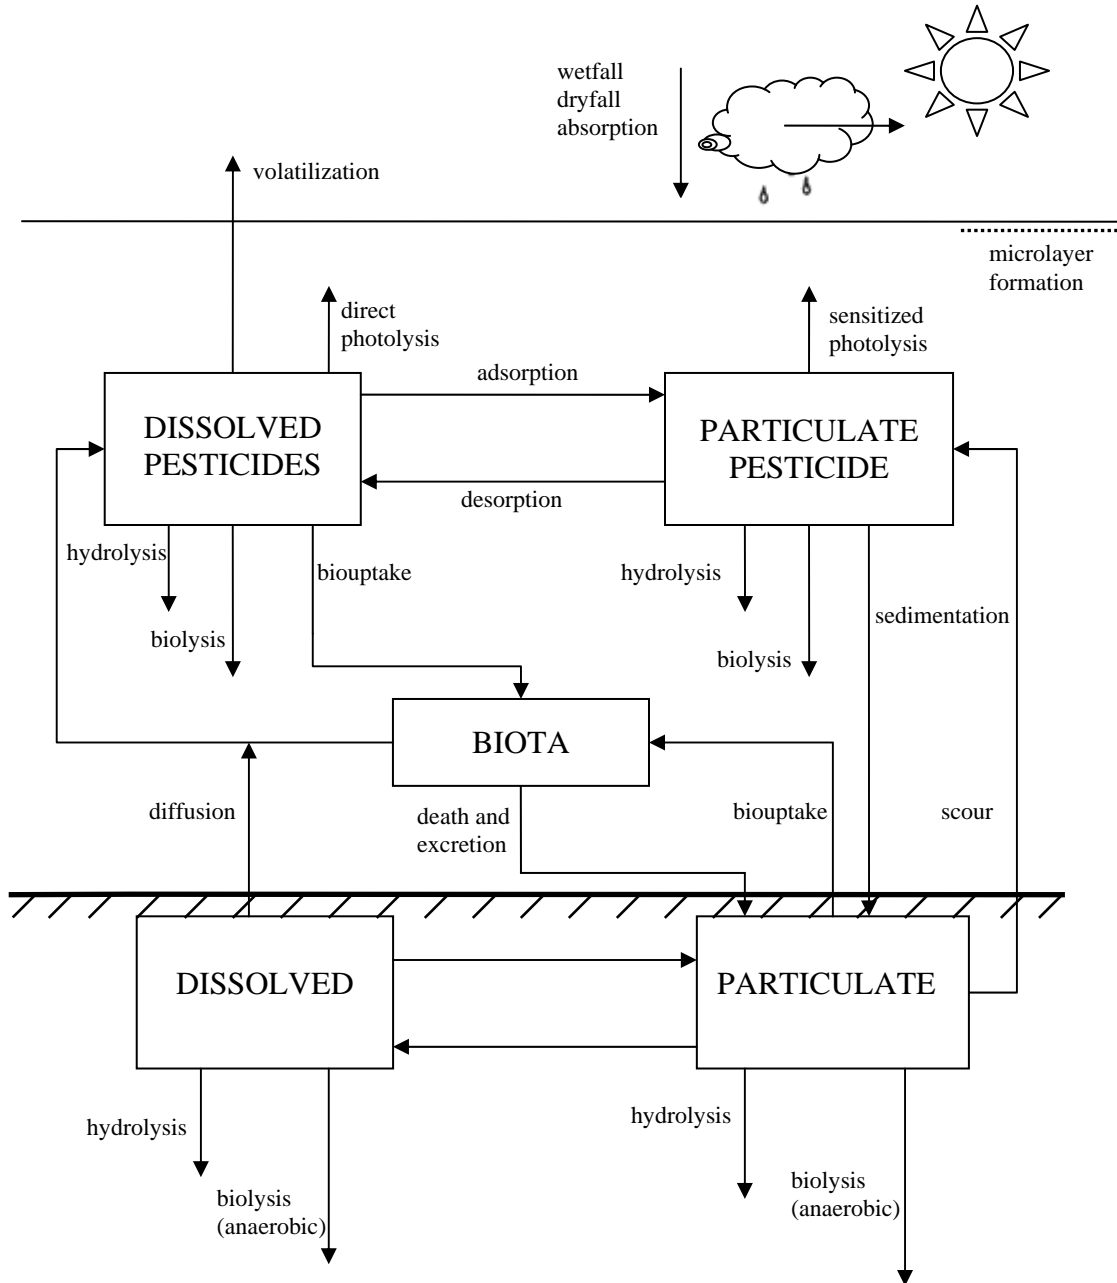 wetfall
dryfall
absorption
volatilization
microlayer
formation
direct
photolysis
sensitized
photolysis
adsorption
DISSOLVED
PESTICIDES
PARTICULATE
PESTICIDE
desorption
hydrolysis
biouptake
hydrolysis
sedimentation
biolysis
biolysis
BIOTA
diffusion
death and
excretion
biouptake
scour
DISSOLVED
PARTICULATE
hydrolysis
hydrolysis
biolysis
(anaerobic)
biolysis
(anaerobic)